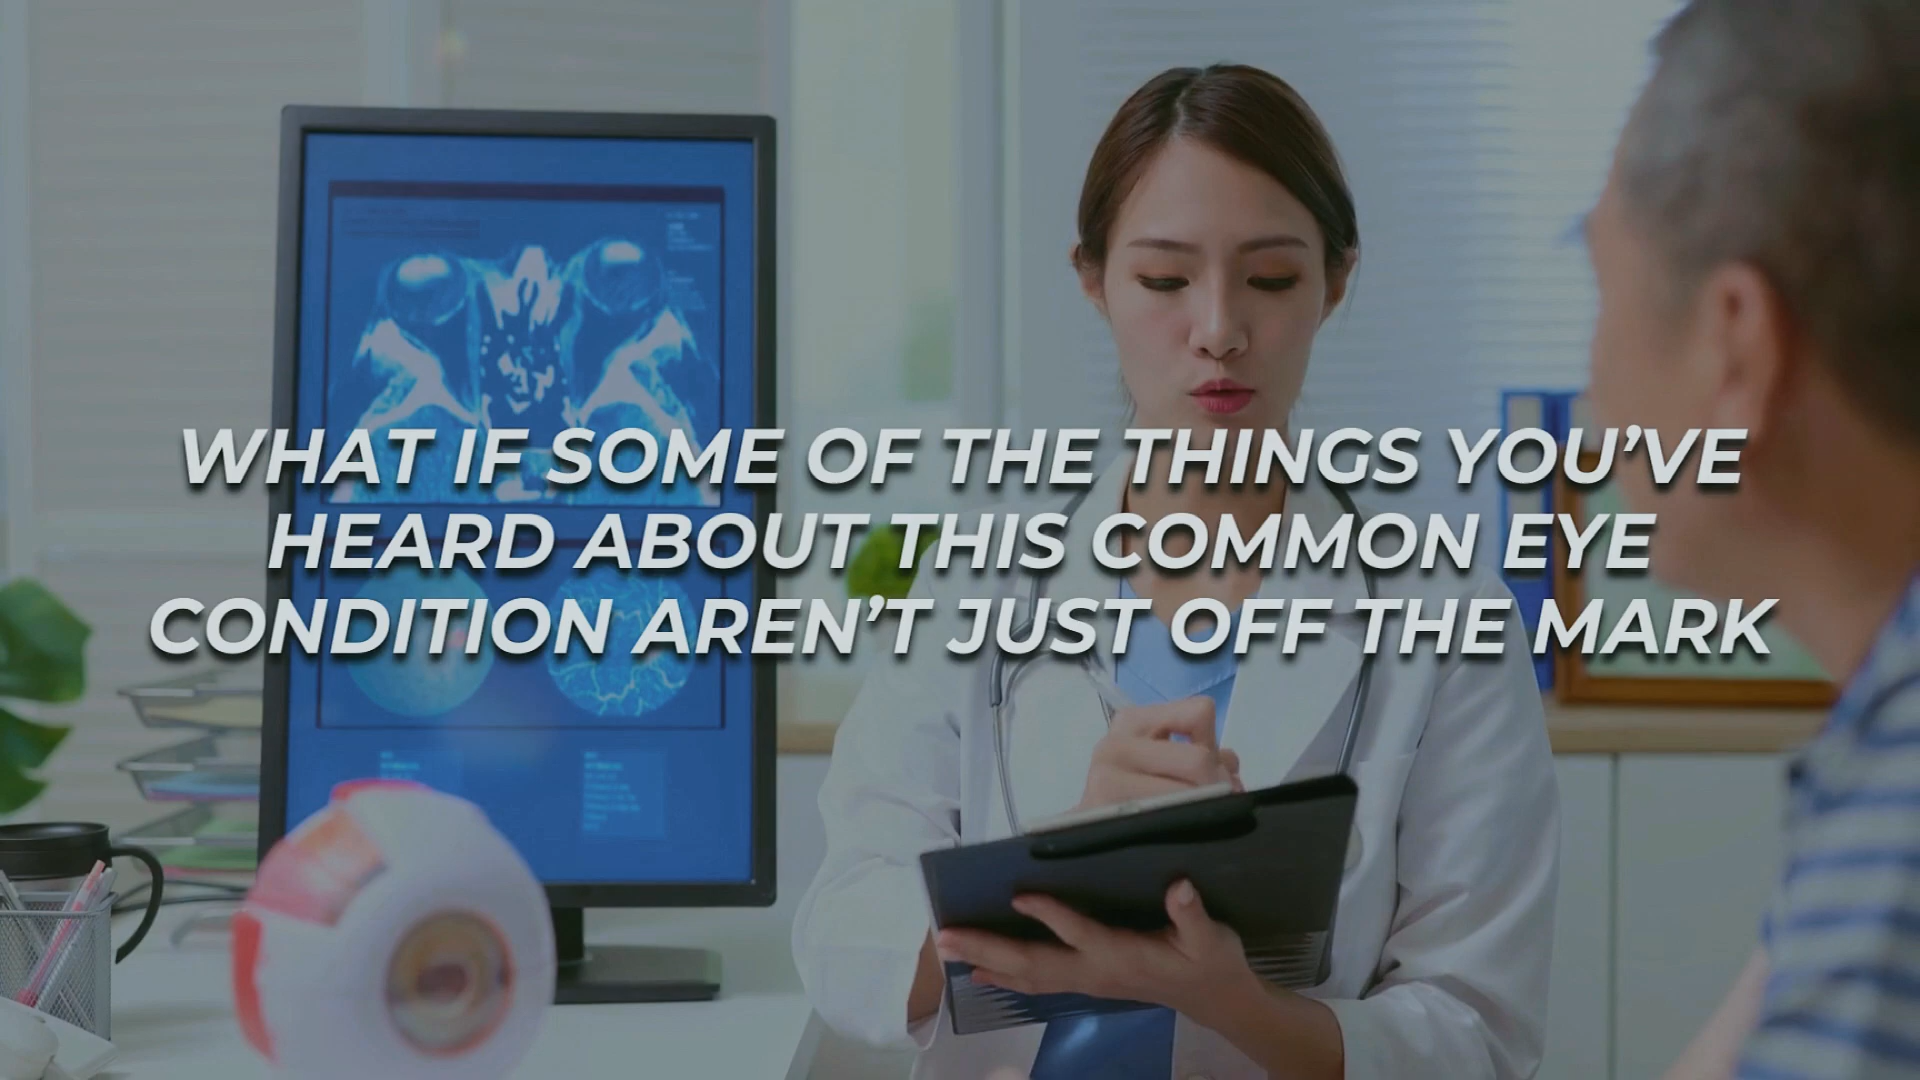 WHAT IF SOME OF THE THINGS YOU’VE
HEARD ABOUT THIS COMMON EYE
CONDITION AREN’T JUST OFF THE MARK